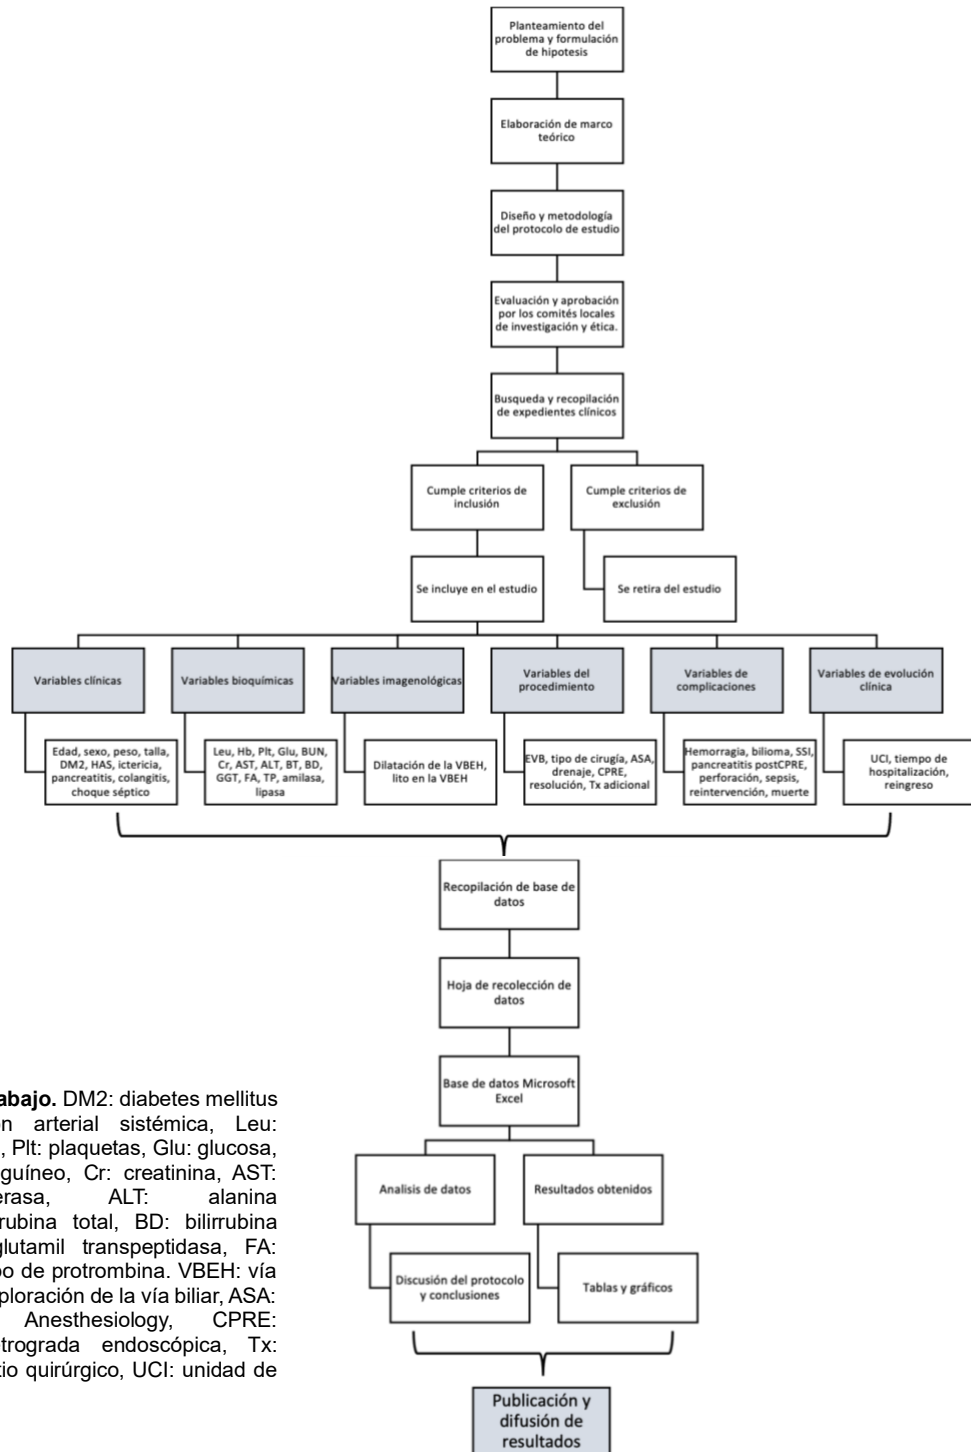 Planteamiento del
problema y formulación
de hipotesis
Elaboración de marco
teórico
Diseño y metodología
del protocolo de estudio
Evaluación y aprobación
por los comités locales
de investigación y ética.
Busqueda y recopilación
de expedientes clínicos
Cumple criterios de
inclusión
Cumple criterios de
exclusión
Se incluye en el estudio
Se retira del estudio
Variables clínicas
Variables bioquímicas
Variables imagenológicas
Variables del
procedimiento
Variables de
complicaciones
Variables de evolución
clínica
Edad, sexo, peso, talla,
DM2, HAS, ictericia,
pancreatitis, colangitis,
choque séptico
Leu, Hb, Plt, Glu, BUN,
Cr, AST, ALT, BT, BD,
GGT, FA, TP, amilasa,
lipasa
Dilatación de la VBEH,
lito en la VBEH
EVB, tipo de cirugía, ASA,
drenaje, CPRE,
resolución, Tx adicional
Hemorragia, bilioma, SSI,
pancreatitis postCPRE,
perforación, sepsis,
reintervención, muerte
UCI, tiempo de
hospitalización,
reingreso
Recopilación de base de
datos
Hoja de recolección de
datos
Base de datos Microsoft
Excel
Analisis de datos
Resultados obtenidos
Discusión del protocolo
y conclusiones
Tablas y gráficos
Publicación y
difusión de
resultados
abajo. DM2: diabetes mellitus
ón arterial sistémica, Leu:
, Plt: plaquetas, Glu: glucosa,
guíneo, Cr: creatinina, AST:
erasa, ALT: alanina
rubina total, BD: bilirrubina
glutamil transpeptidasa, FA:
po de protrombina. VBEH: vía
ploración de la vía biliar, ASA:
Anesthesiology, CPRE:
trograda endoscópica, Tx:
tio quirúrgico, UCI: unidad de